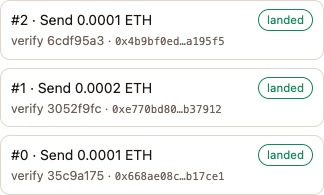 #2 · Send 0.0001 ETH
landed
verify 6cdf95a3 · 0x4b9bf0ed…a195f5
#1 · Send 0.0002 ETH
landed
verify 3052f9fc · 0xe770bd80…b37912
#0 · Send 0.0001 ETH
landed
verify 35c9a175 · 0x668ae08c…b17ce1